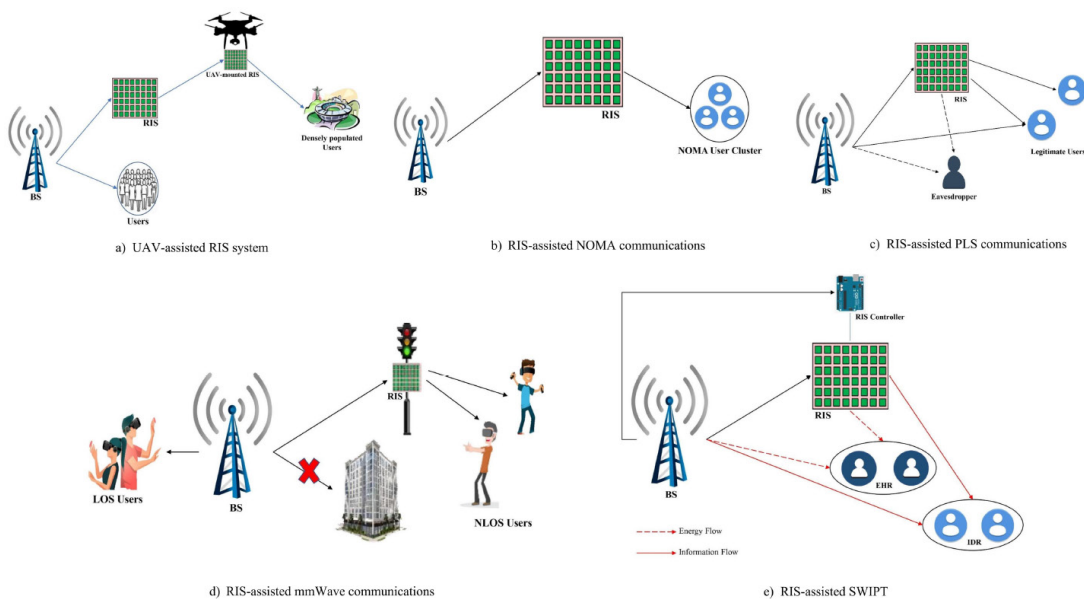 UAV-mounted RIS
RIS
Densely populated
Users
BS
Users
a) UAV-assisted RIS system
RIS
NOMA User Cluster
BS
b) RIS-assisted NOMA communications
RIS
Legitimate Users
BS
Eavesdropper
c) RIS-assisted PLS communications
RIS
LOS Users
BS
NLOS Users
d) RIS-assisted mmWave communications
RIS Controller
RIS
BS
EHR
IDR
Energy Flow
Information Flow
e) RIS-assisted SWIPT